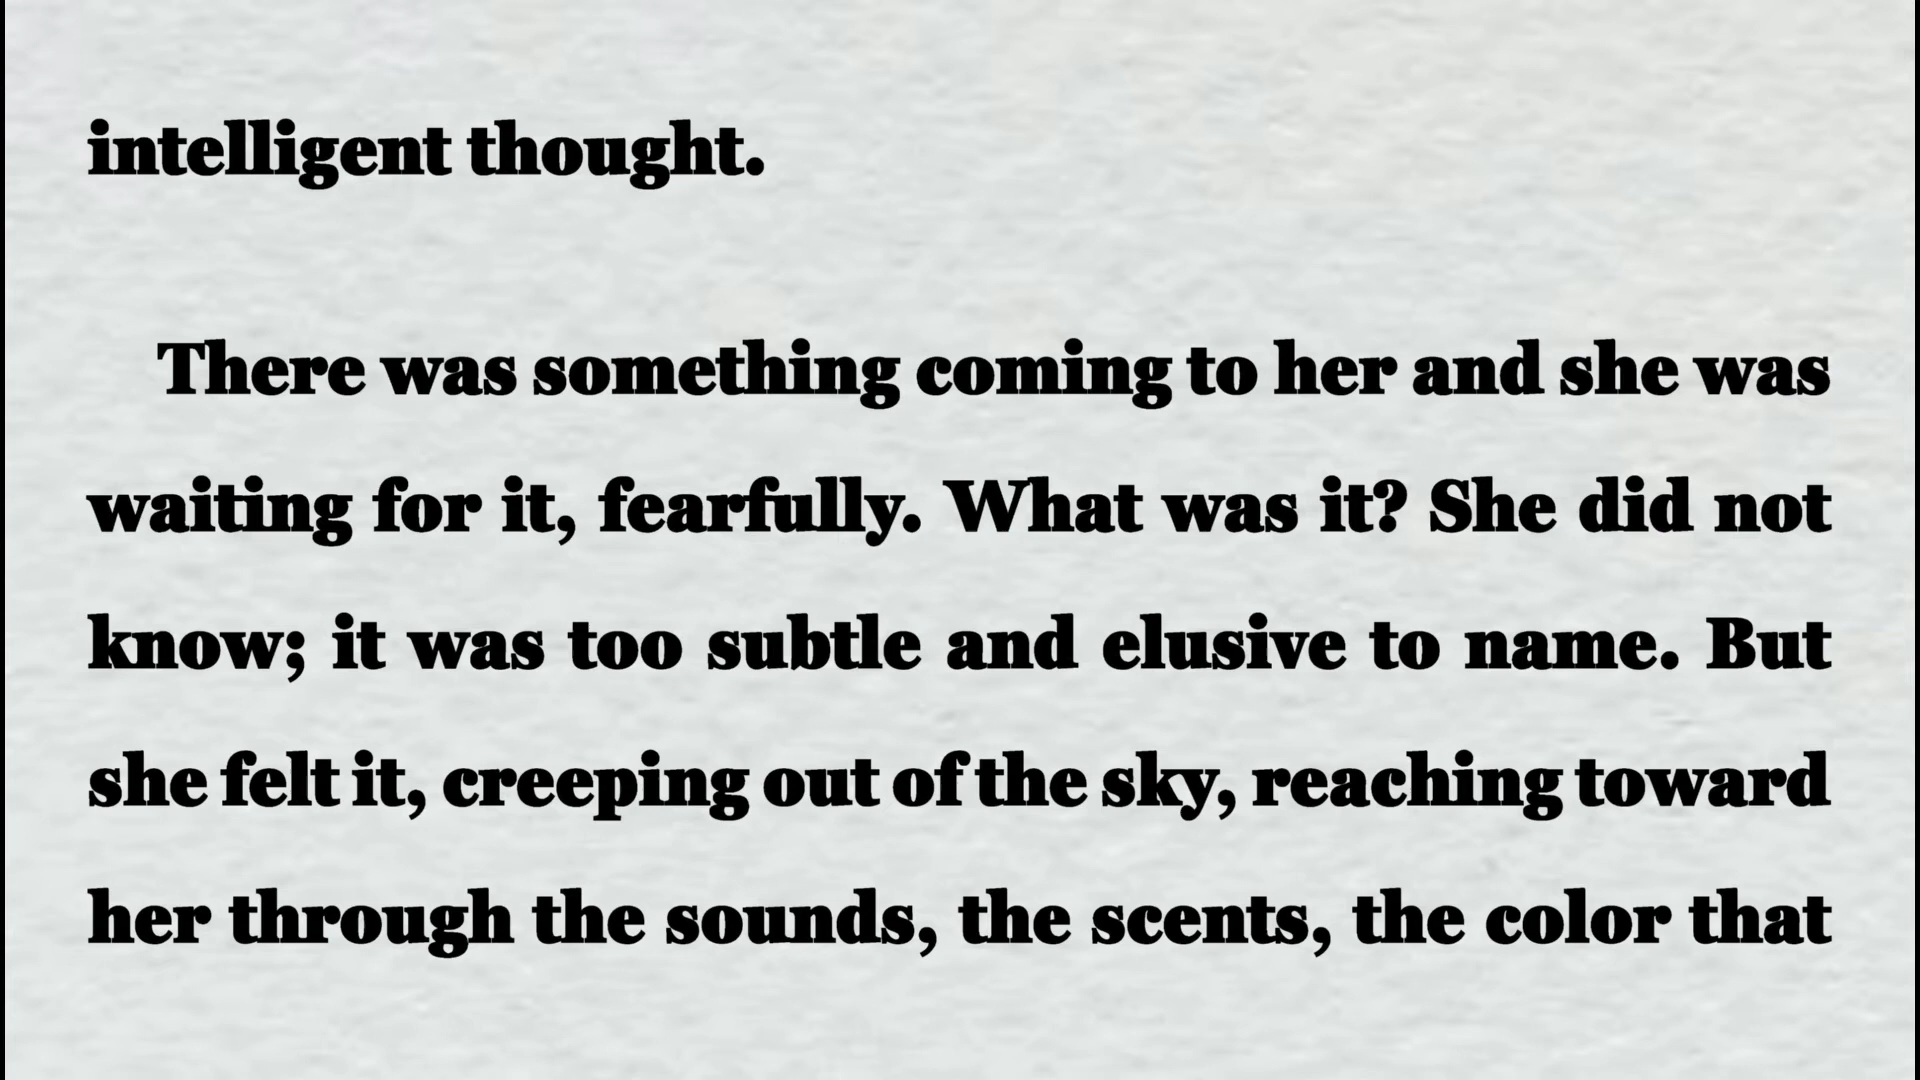 intelligent thought.
There was something coming to her and she was
waiting for it, fearfully. What was it? She did not
know; it was too subtle and elusive to name. But
she felt it, creeping out of the sky, reaching toward
her through the sounds, the scents, the color that